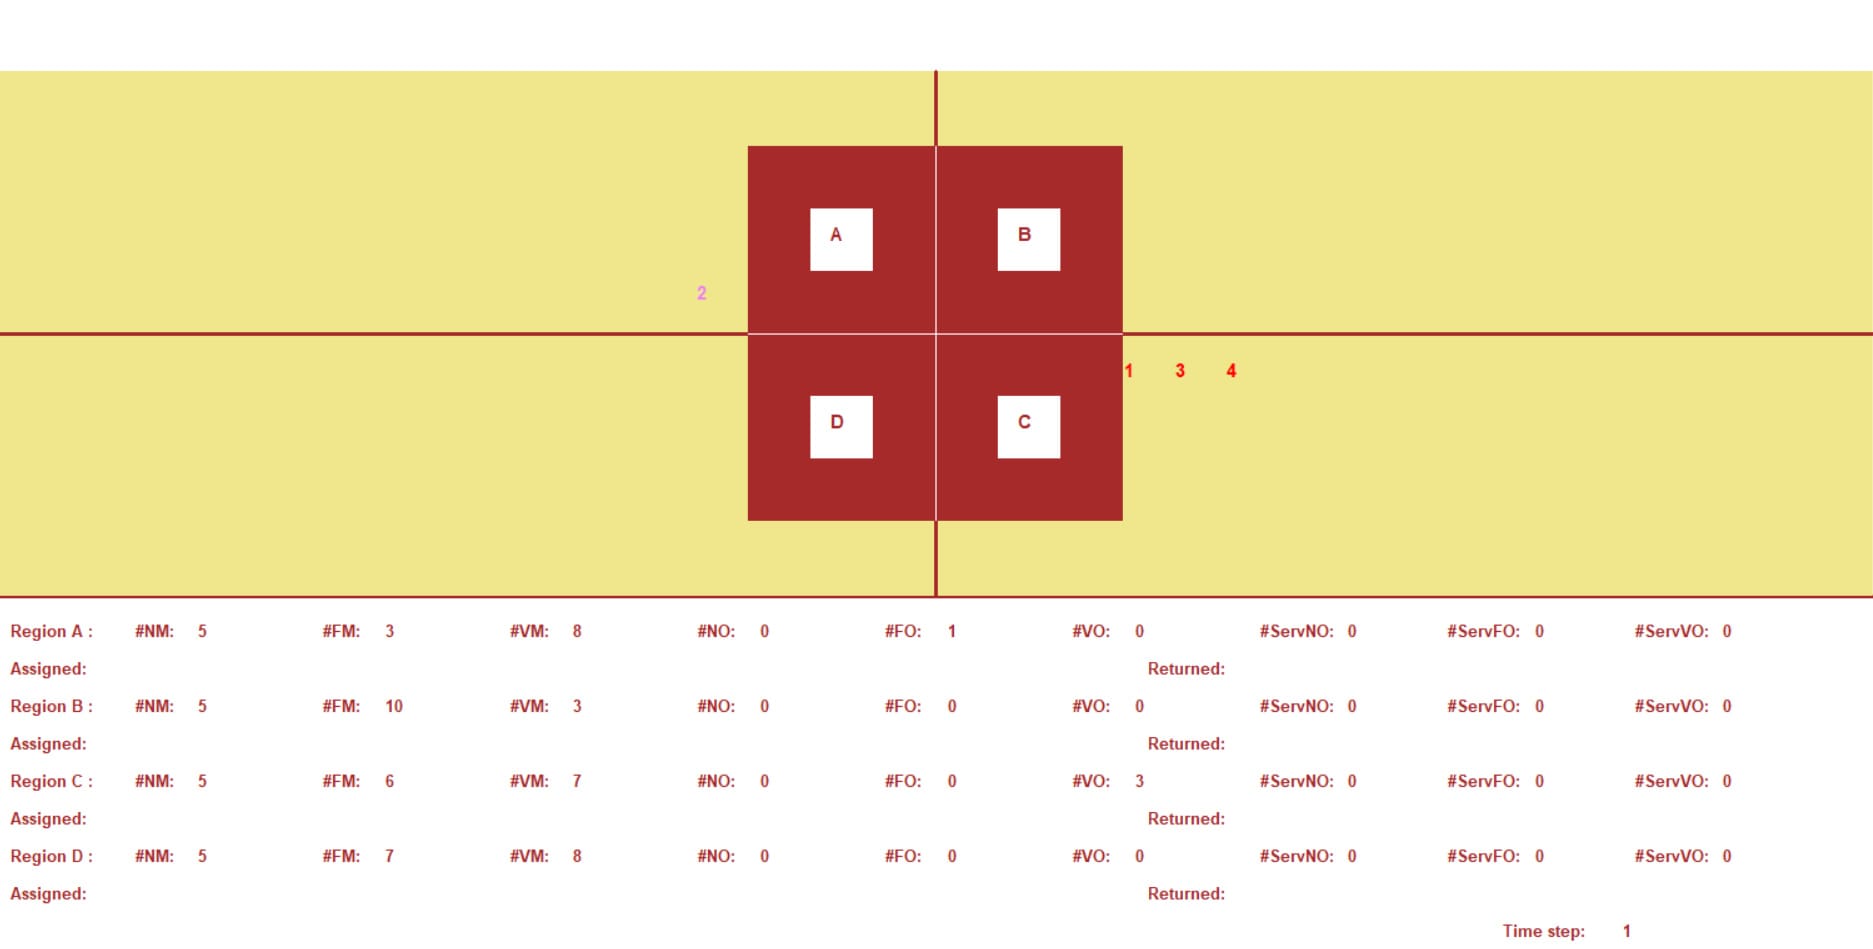 A B
2
1 3 4
D C
Region A : #NM: 5 #FM: 3 #VM: 8 #NO: 0 #FO: 1 #VO: 0 #ServNO: 0 #ServFO: 0 #ServVO: 0
Assigned: Returned:
Region B : #NM: 5 #FM: 10 #VM: 3 #NO: 0 #FO: 0 #VO: 0 #ServNO: 0 #ServFO: 0 #ServVO: 0
Assigned: Returned:
Region C : #NM: 5 #FM: 6 #VM: 7 #NO: 0 #FO: 0 #VO: 3 #ServNO: 0 #ServFO: 0 #ServVO: 0
Assigned: Returned:
Region D : #NM: 5 #FM: 7 #VM: 8 #NO: 0 #FO: 0 #VO: 0 #ServNO: 0 #ServFO: 0 #ServVO: 0
Assigned: Returned:
Time step: 1